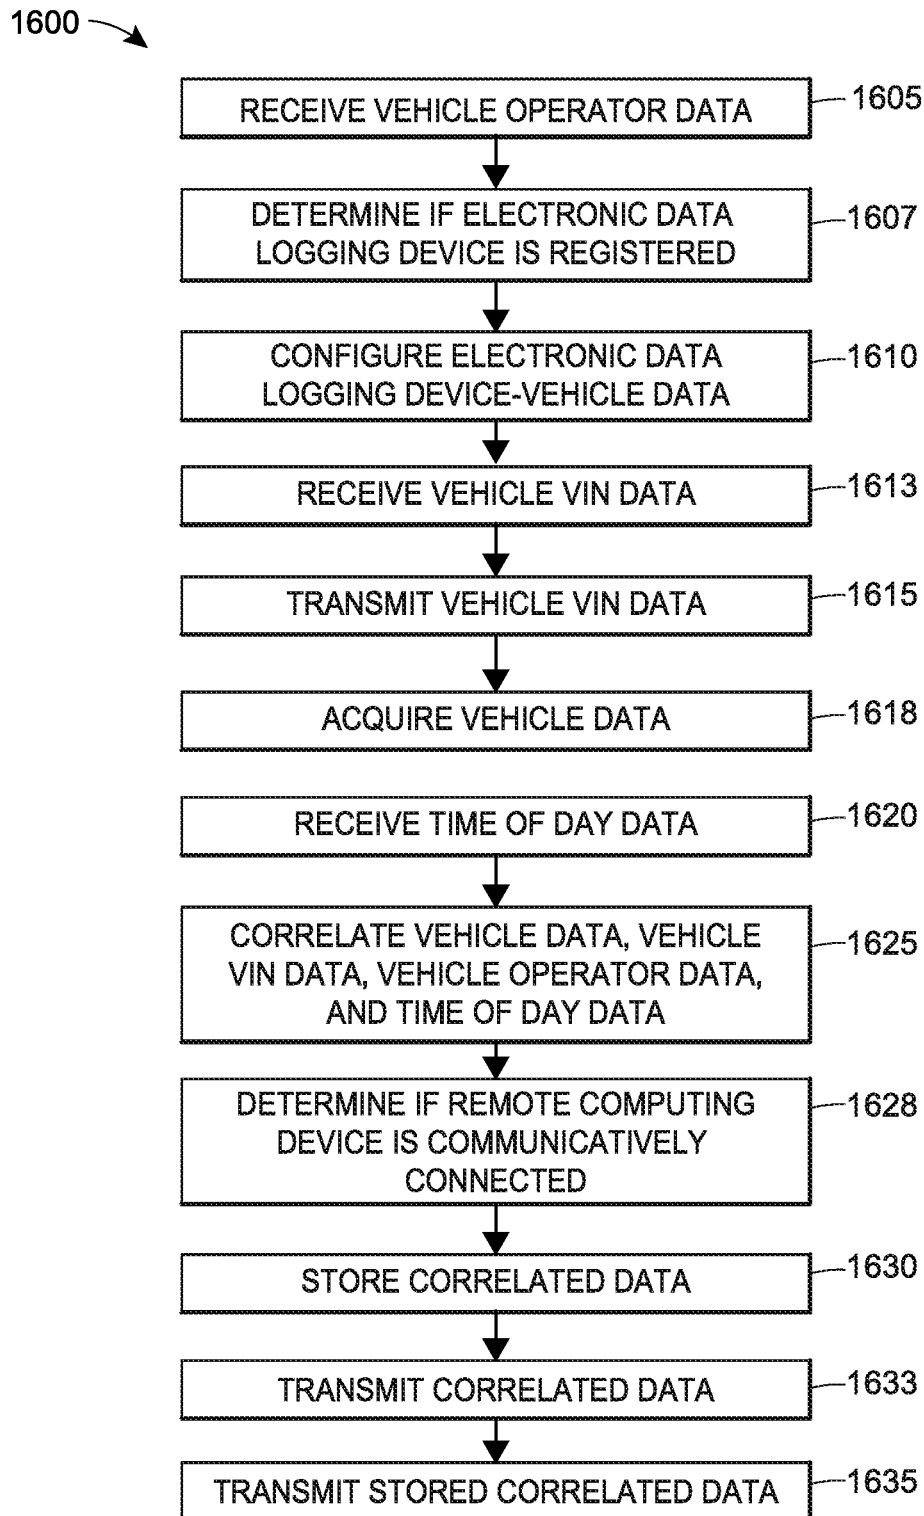 1600
RECEIVE VEHICLE OPERATOR DATA
1605
DETERMINE IF ELECTRONIC DATA
LOGGING DEVICE IS REGISTERED
1607
CONFIGURE ELECTRONIC DATA
LOGGING DEVICE-VEHICLE DATA
1610
RECEIVE VEHICLE VIN DATA
1613
TRANSMIT VEHICLE VIN DATA
1615
ACQUIRE VEHICLE DATA
1618
RECEIVE TIME OF DAY DATA
1620
CORRELATE VEHICLE DATA, VEHICLE
VIN DATA, VEHICLE OPERATOR DATA,
AND TIME OF DAY DATA
1625
DETERMINE IF REMOTE COMPUTING
DEVICE IS COMMUNICATIVELY
CONNECTED
1628
STORE CORRELATED DATA
1630
TRANSMIT CORRELATED DATA
1633
TRANSMIT STORED CORRELATED DATA
1635